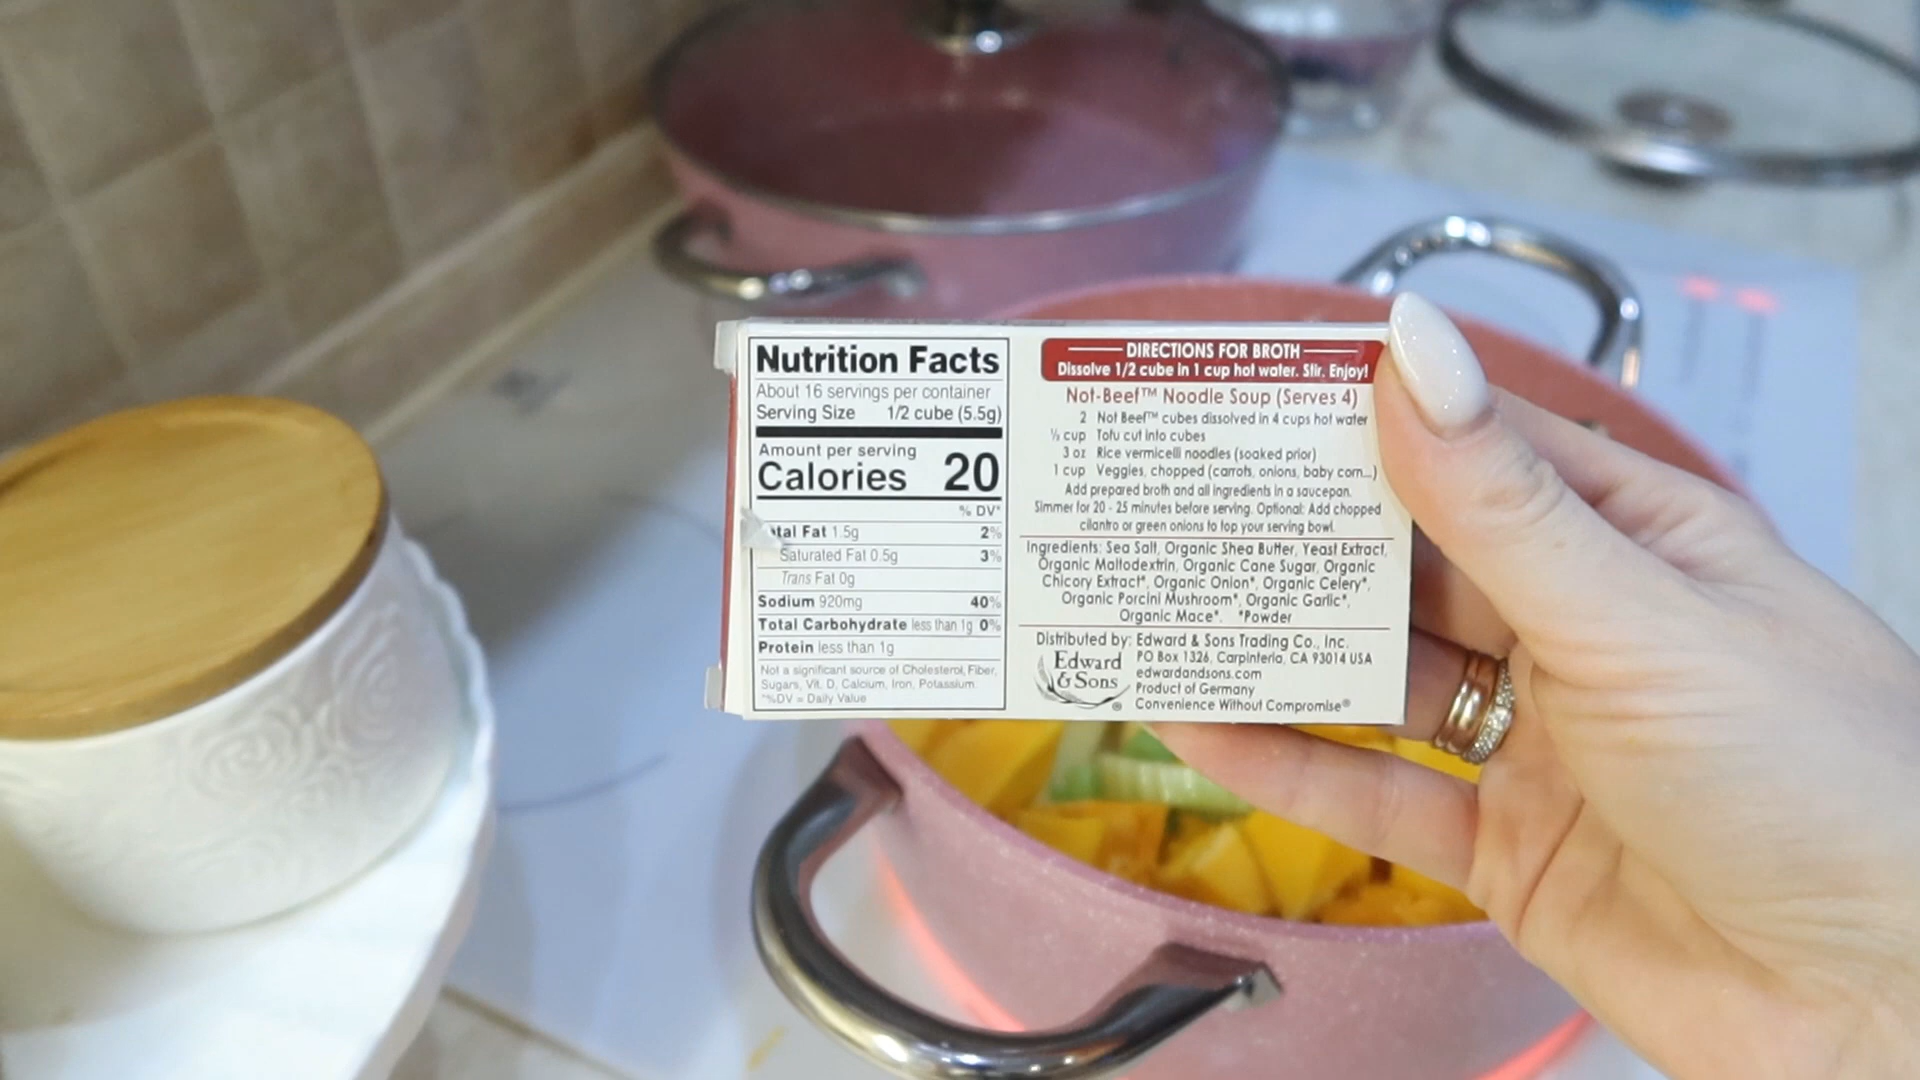 Nutrition Facts
About 16 servings per container
Serving Size 1/2 cube (5.5g)
Amount per serving
Calories 20
% DV*
tal Fat 1.5g 2%
Saturated Fat 0.5g 3%
Trans Fat 0g
Sodium 920mg 40%
Total Carbohydrate less than 1g 0%
Protein less than 1g
Not a significant source of Cholesterol, Fiber,
Sugars, Vit. D, Calcium, Iron, Potassium.
*%DV = Daily Value
DIRECTIONS FOR BROTH
Dissolve 1/2 cube in 1 cup hot water. Stir. Enjoy!
Not-Beef™ Noodle Soup (Serves 4)
2 Not Beef™ cubes dissolved in 4 cups hot water
½ cup Tofu cut into cubes
3 oz Rice vermicelli noodles (soaked prior)
1 cup Veggies, chopped (carrots, onions, baby corn...)
Add prepared broth and all ingredients in a saucepan.
Simmer for 20 - 25 minutes before serving. Optional: Add chopped
cilantro or green onions to top your serving bowl.
Ingredients: Sea Salt, Organic Shea Butter, Yeast Extract,
Organic Maltodextrin, Organic Cane Sugar, Organic
Chicory Extract*, Organic Onion*, Organic Celery*,
Organic Porcini Mushroom*, Organic Garlic*,
Organic Mace*. *Powder
Distributed by: Edward & Sons Trading Co., Inc.
PO Box 1326, Carpinteria, CA 93014 USA
edwardandsons.com
Product of Germany
Convenience Without Compromise®
Edward
& Sons
®